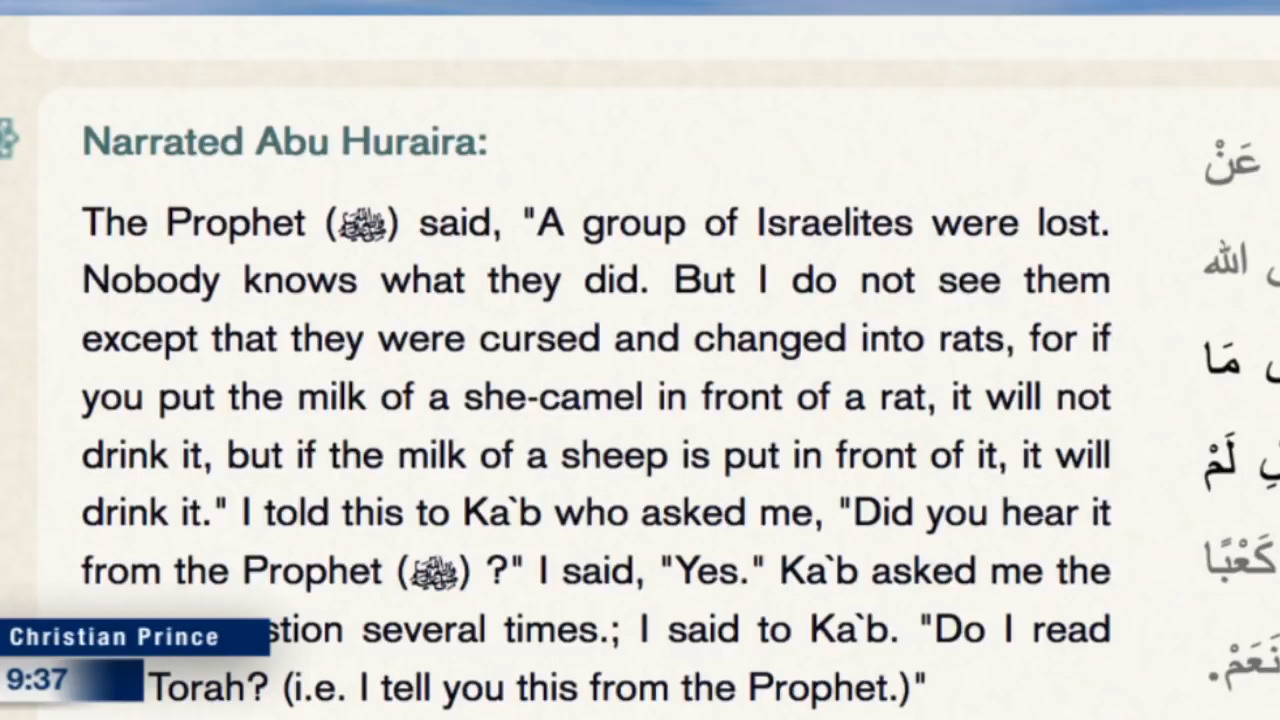 Narrated Abu Huraira:
The Prophet (ﷺ) said, "A group of Israelites were lost.
Nobody knows what they did. But I do not see them
except that they were cursed and changed into rats, for if
you put the milk of a she-camel in front of a rat, it will not
drink it, but if the milk of a sheep is put in front of it, it will
drink it." I told this to Ka`b who asked me, "Did you hear it
from the Prophet (ﷺ) ?" I said, "Yes." Ka`b asked me the
stion several times.; I said to Ka`b. "Do I read
Torah? (i.e. I tell you this from the Prophet.)"
عَنْ
الله
مَا
لَمْ
كَعْبًا
نَعَمْ.
Christian Prince
9:37